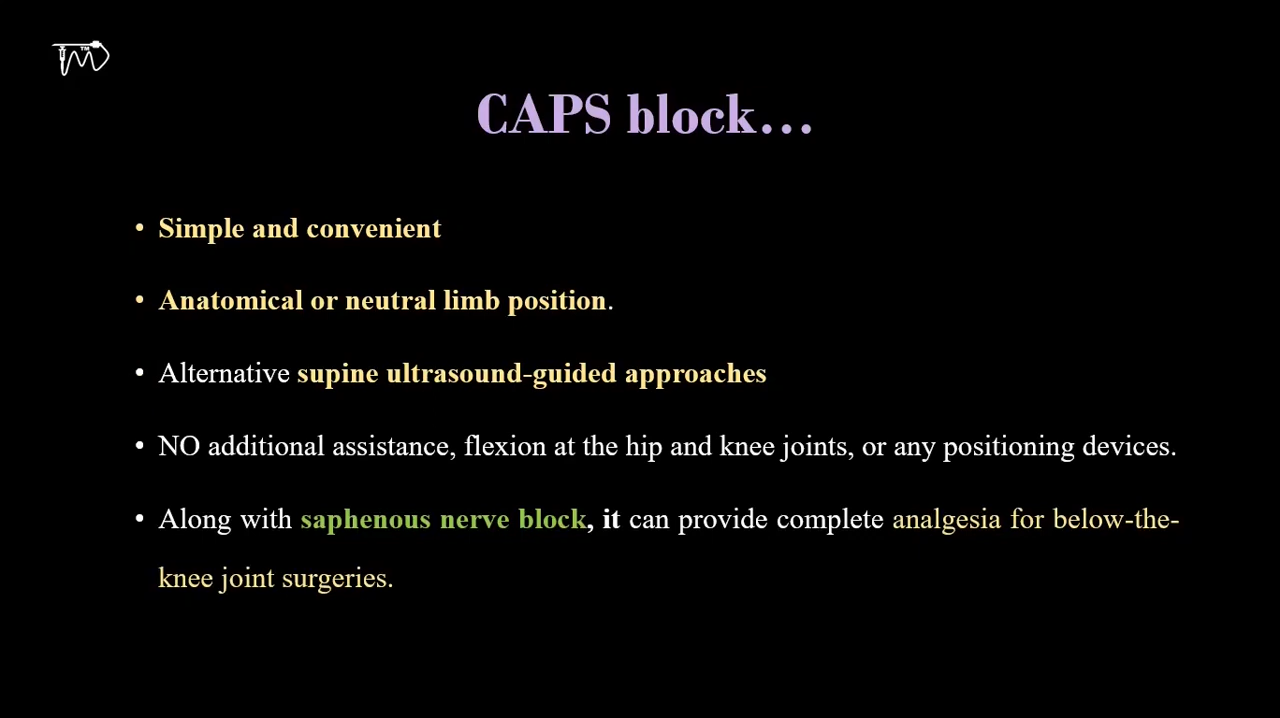 TM
CAPS block...
• Simple and convenient
• Anatomical or neutral limb position.
• Alternative supine ultrasound-guided approaches
• NO additional assistance, flexion at the hip and knee joints, or any positioning devices.
• Along with saphenous nerve block, it can provide complete analgesia for below-the-
knee joint surgeries.